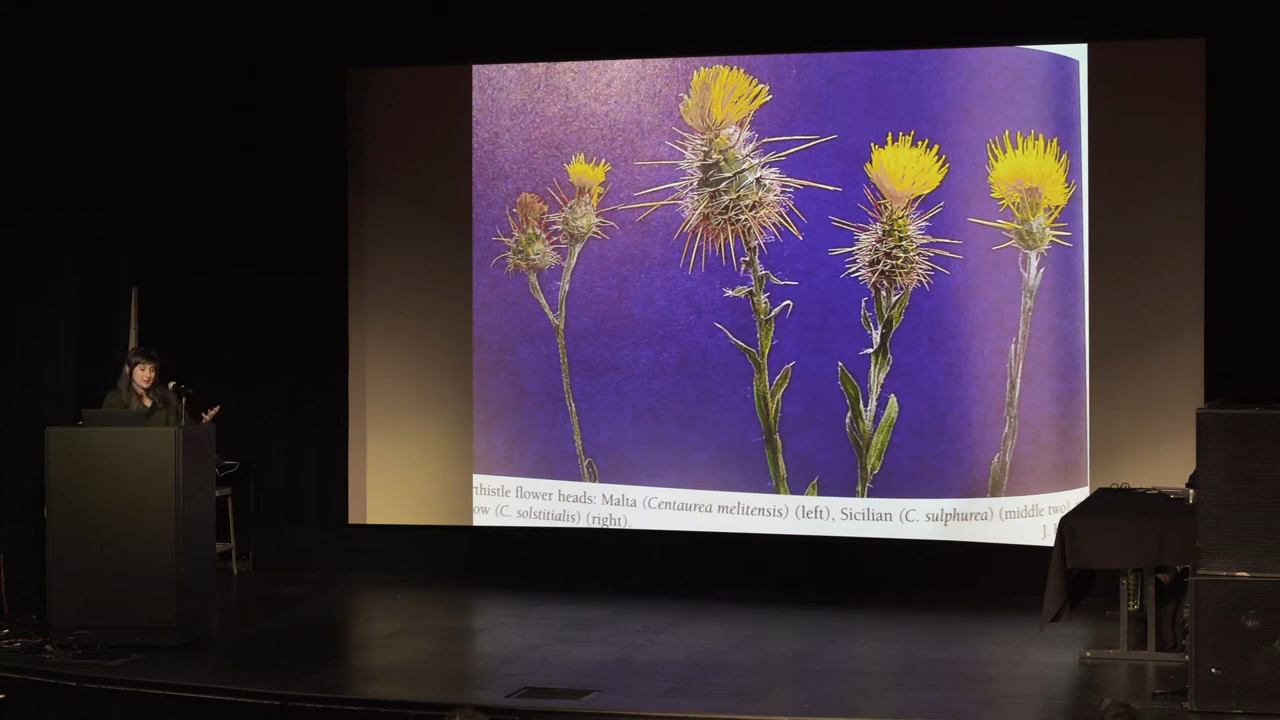 thistle flower heads: Malta (Centaurea melitensis) (left), Sicilian (C. sulphurea) (middle two)
ow (C. solstitialis) (right).
J.